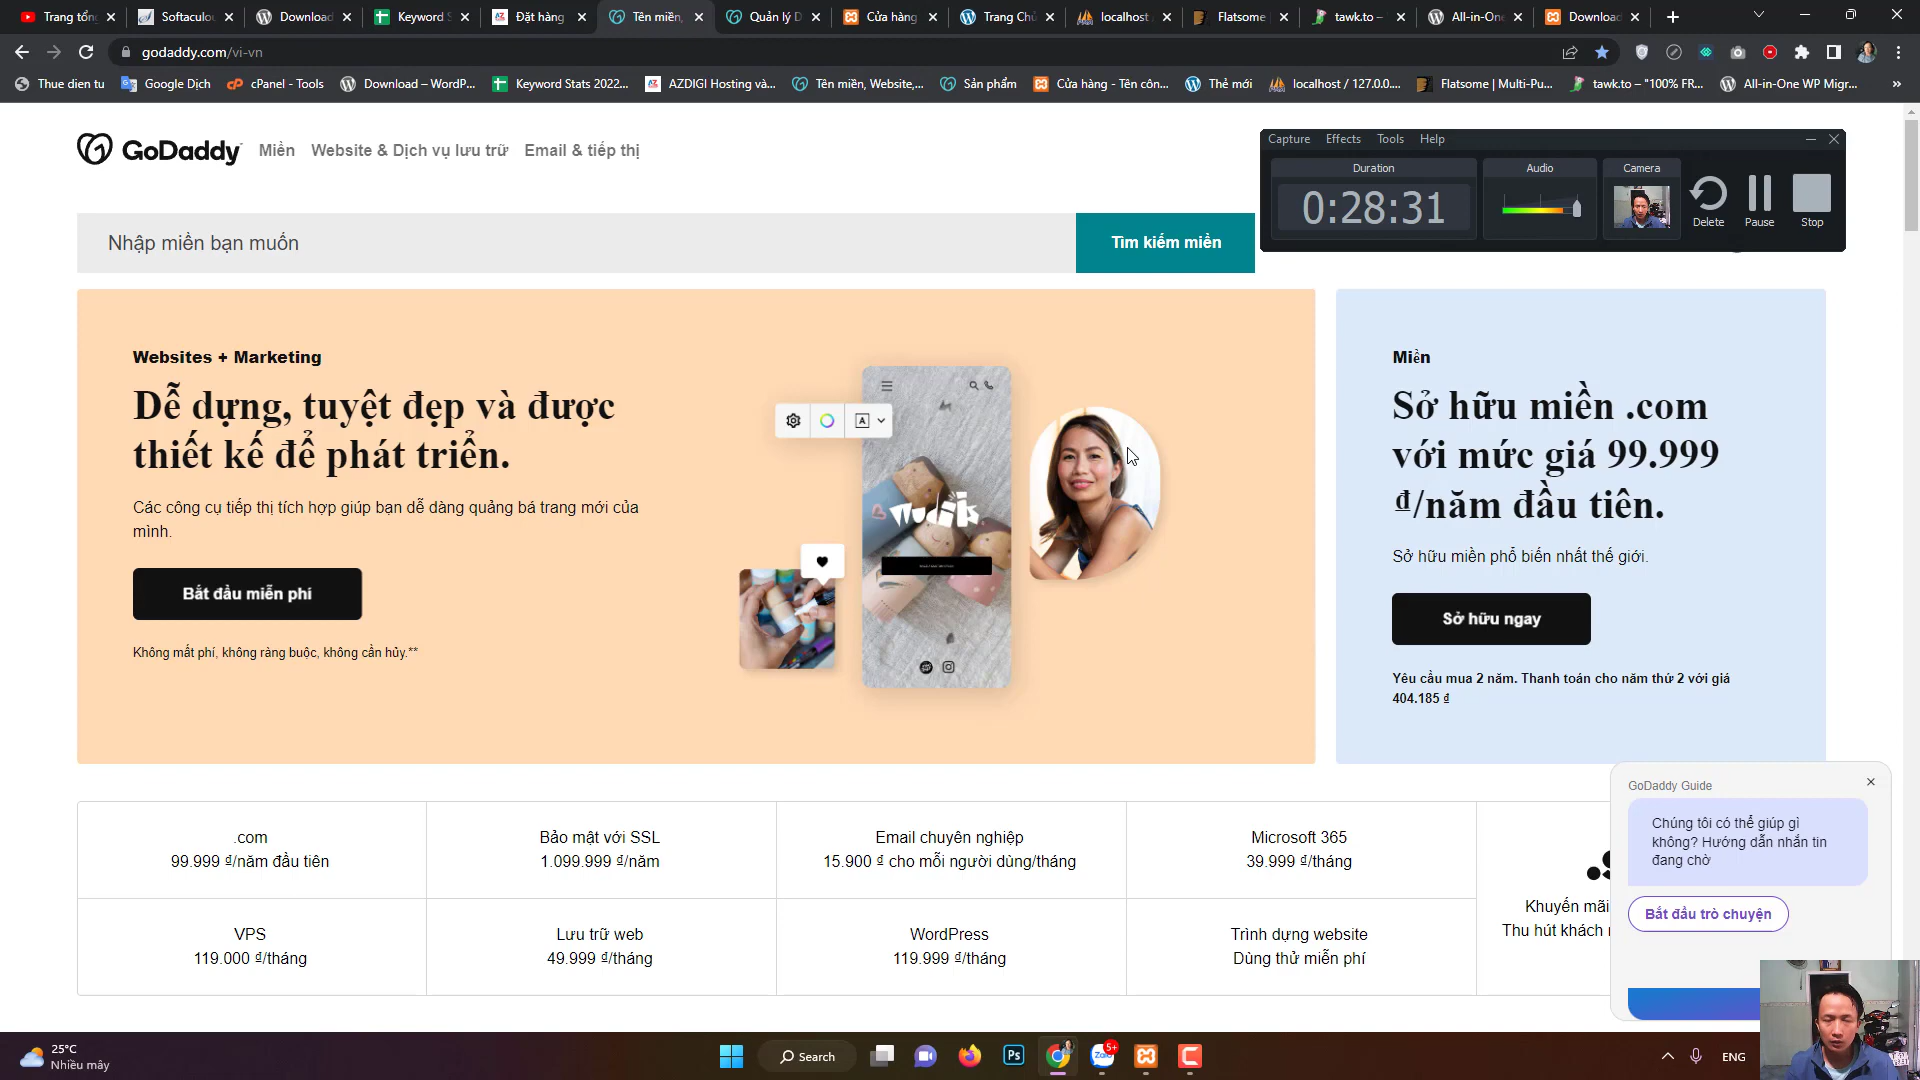 Trang tổng
Softaculou
Download
Keyword S
Đặt hàng
Tên miền,
Quản lý D
Cửa hàng
Trang Chủ
localhost /
Flatsome |
tawk.to –
All-in-One
Download
godaddy.com/vi-vn
Thue dien tu
Google Dịch
cPanel - Tools
Download – WordP...
Keyword Stats 2022...
AZDIGI Hosting và...
Tên miền, Website,...
Sản phẩm
Cửa hàng - Tên côn...
Thẻ mới
localhost / 127.0.0....
Flatsome | Multi-Pu...
tawk.to – "100% FR...
All-in-One WP Migr...
»
GoDaddy
Miền
Website & Dịch vụ lưu trữ
Email & tiếp thị
Capture Effects Tools Help
Duration
Audio
Camera
0:28:31
Delete
Pause
Stop
Nhập miền bạn muốn
Tìm kiếm miền
Websites + Marketing
Dễ dựng, tuyệt đẹp và được
thiết kế để phát triển.
Các công cụ tiếp thị tích hợp giúp bạn dễ dàng quảng bá trang mới của
mình.
Bắt đầu miễn phí
Không mất phí, không ràng buộc, không cần hủy.**
A
Miền
Sở hữu miền .com
với mức giá 99.999
₫/năm đầu tiên.
Sở hữu miền phổ biến nhất thế giới.
Sở hữu ngay
Yêu cầu mua 2 năm. Thanh toán cho năm thứ 2 với giá
404.185 ₫
.com
99.999 ₫/năm đầu tiên
Bảo mật với SSL
1.099.999 ₫/năm
Email chuyên nghiệp
15.900 ₫ cho mỗi người dùng/tháng
Microsoft 365
39.999 ₫/tháng
VPS
119.000 ₫/tháng
Lưu trữ web
49.999 ₫/tháng
WordPress
119.999 ₫/tháng
Trình dựng website
Dùng thử miễn phí
Khuyến mãi
Thu hút khách
GoDaddy Guide
Chúng tôi có thể giúp gì
không? Hướng dẫn nhắn tin
đang chờ
Bắt đầu trò chuyện
25°C
Nhiều mây
Search
Ps
Zalo
5+
ENG